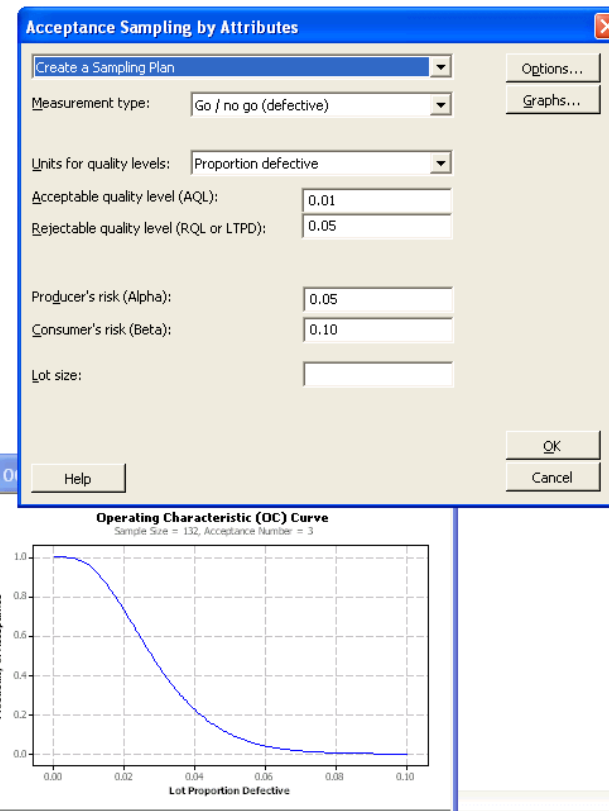 Acceptance Sampling by Attributes
Create a Sampling Plan
Options...
Measurement type:
Go / no go (defective)
Graphs...
Units for quality levels:
Proportion defective
Acceptable quality level (AQL):
0.01
Rejectable quality level (RQL or LTPD):
0.05
Producer's risk (Alpha):
0.05
Consumer's risk (Beta):
0.10
Lot size:
OK
Help
Cancel
Operating Characteristic (OC) Curve
Sample Size = 132, Acceptance Number = 3
1.0
0.8
0.6
0.4
0.2
0.0
0.00 0.02 0.04 0.06 0.08 0.10
Lot Proportion Defective